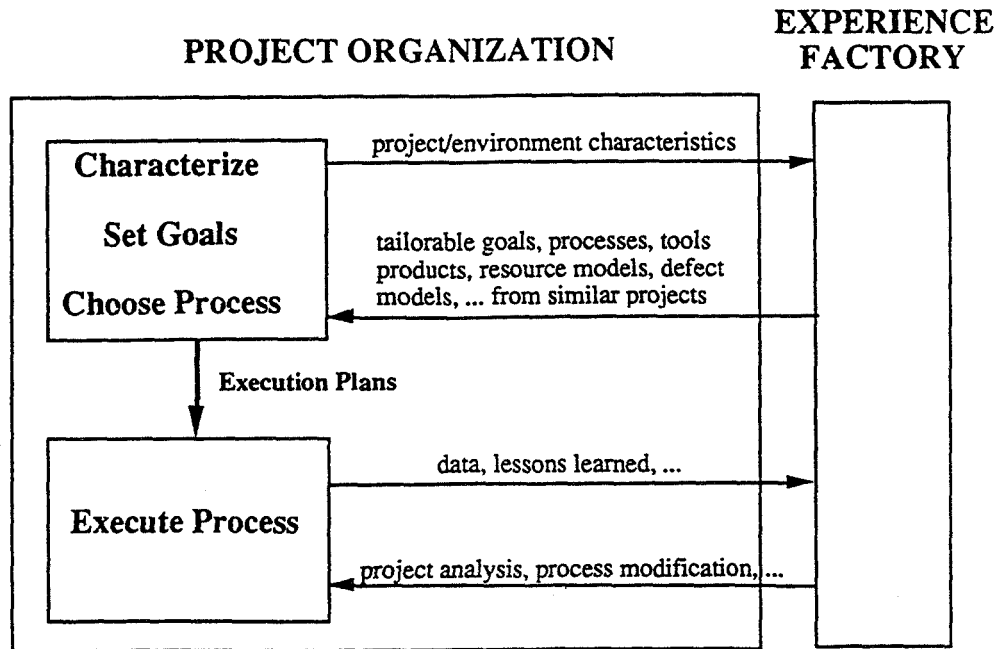 PROJECT ORGANIZATION
EXPERIENCE
FACTORY
Characterize
Set Goals
Choose Process
project/environment characteristics
tailorable goals, processes, tools
products, resource models, defect
models, ... from similar projects
Execution Plans
Execute Process
data, lessons learned, ...
project analysis, process modification, ...